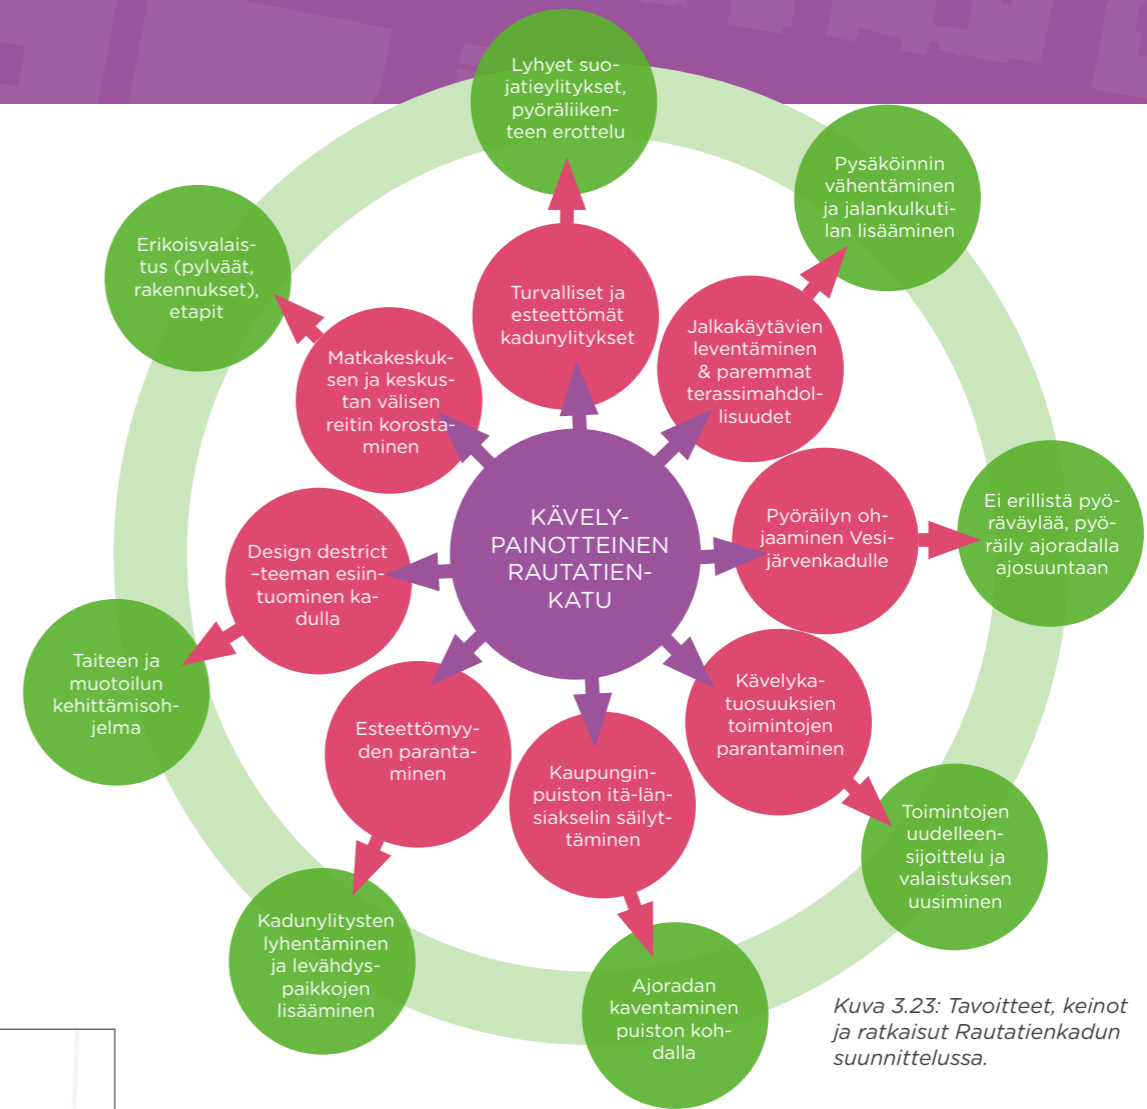 Lyhyet suo-
jatieylitykset,
pyöräliiken-
teen erottelu
Pysäköinnin
vähentäminen
ja jalankulkuti-
lan lisääminen
Erikoisvalais-
tus (pylväät,
rakennukset),
etapit
Turvalliset ja
esteettömät
kadunylitykset
Jalkakäytävien
leventäminen
& paremmat
terassimahdol-
lisuudet
Matkakeskuk-
sen ja keskus-
tan välisen
reitin korosta-
minen
KÄVELY-
PAINOTTEINEN
RAUTATIEN-
KATU
Pyöräilyn oh-
jaaminen Vesi-
järvenkadulle
Ei erillistä pyö-
räväylää, pyö-
räily ajoradalla
ajosuuntaan
Design destrict
–teeman esiin-
tuominen ka-
dulla
Taiteen ja
muotoilun
kehittämisoh-
jelma
Kävelyka-
tuosuuksien
toimintojen
parantaminen
Esteettömyy-
den paranta-
minen
Kaupungin-
puiston itä-län-
siakselin säilyt-
täminen
Toimintojen
uudelleen-
sijoittelu ja
valaistuksen
uusiminen
Kadunylitysten
lyhentäminen
ja levähdys-
paikkojen
lisääminen
Ajoradan
kaventaminen
puiston koh-
dalla
Kuva 3.23: Tavoitteet, keinot
ja ratkaisut Rautatienkadun
suunnittelussa.